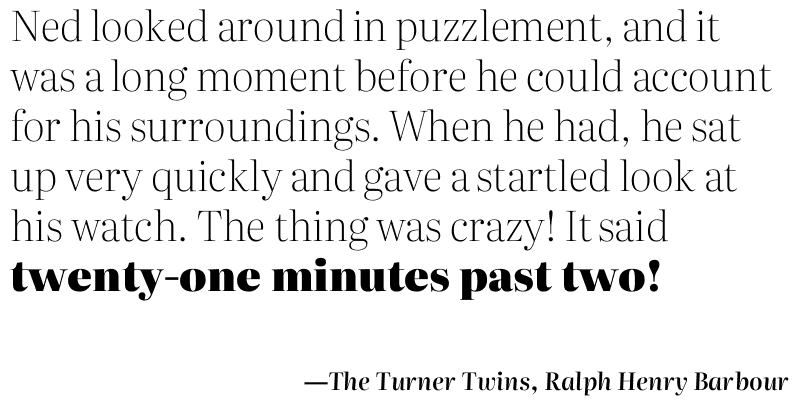 Ned looked around in puzzlement, and it
was a long moment before he could account
for his surroundings. When he had, he sat
up very quickly and gave a startled look at
his watch. The thing was crazy! It said
twenty-one minutes past two!
—The Turner Twins, Ralph Henry Barbour